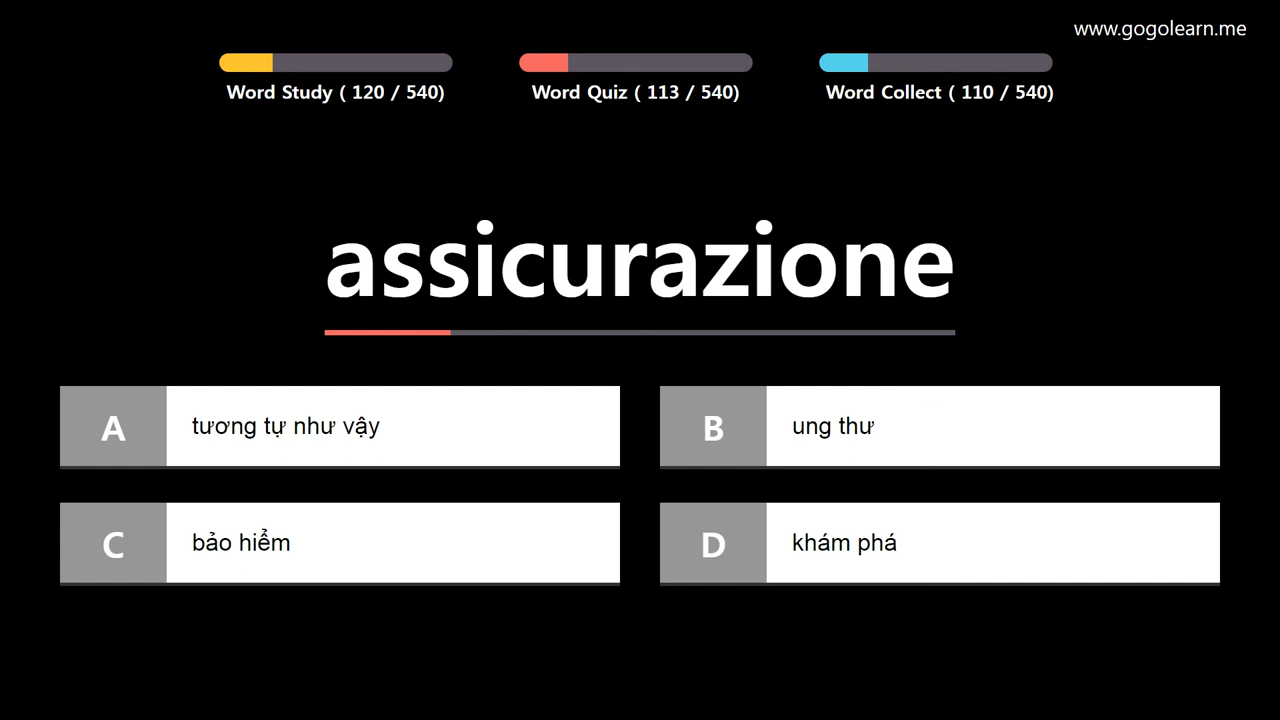 www.gogolearn.me
Word Study ( 120 / 540)
Word Quiz ( 113 / 540)
Word Collect ( 110 / 540)
assicurazione
A
tương tự như vậy
B
ung thư
C
bảo hiểm
D
khám phá